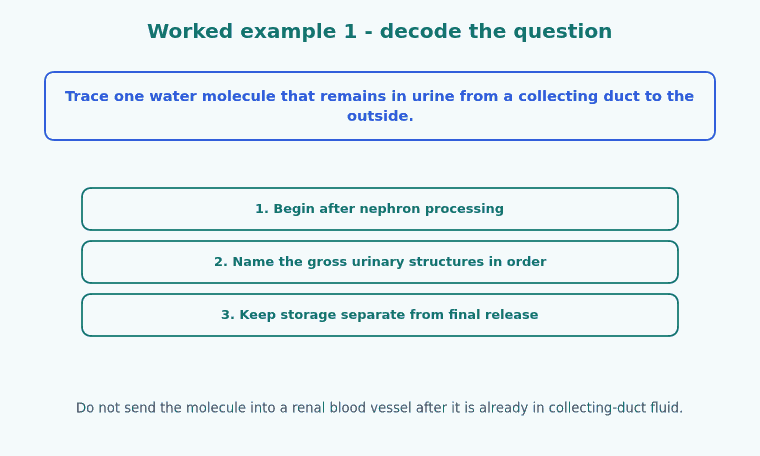 Worked example 1 - decode the question
Trace one water molecule that remains in urine from a collecting duct to the
outside.
1. Begin after nephron processing
2. Name the gross urinary structures in order
3. Keep storage separate from final release
Do not send the molecule into a renal blood vessel after it is already in collecting-duct fluid.